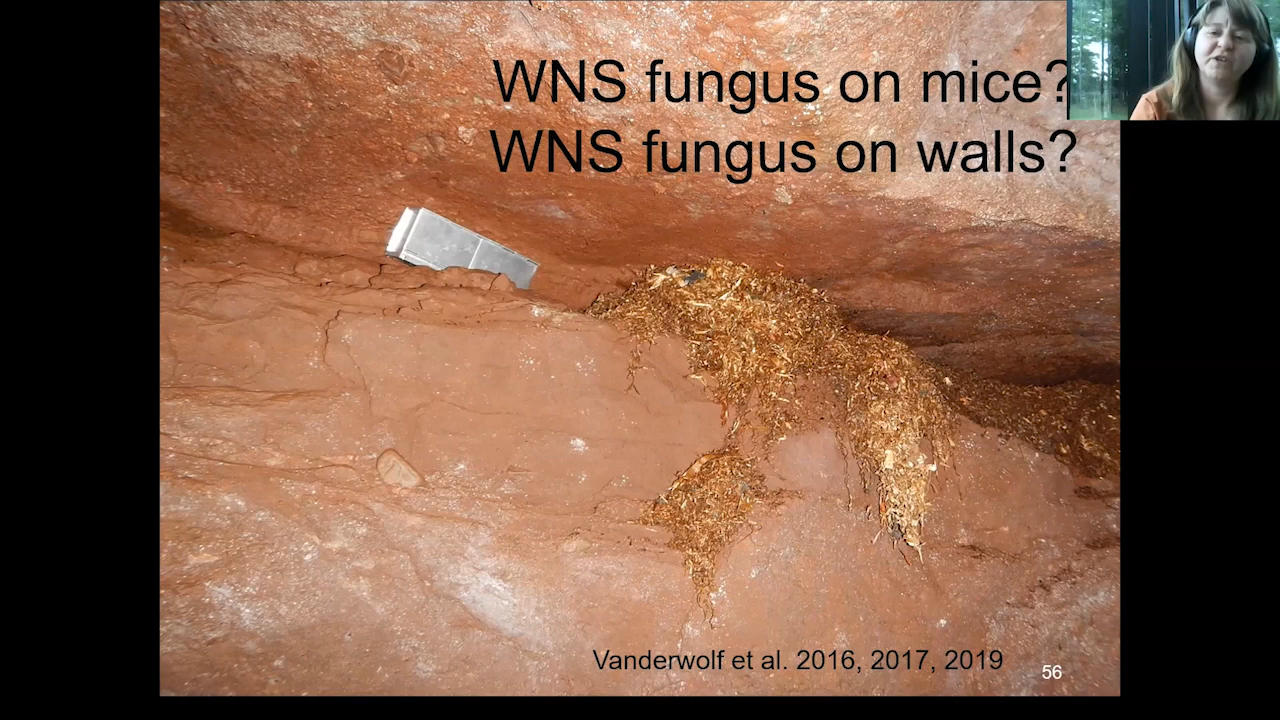 WNS fungus on mice?
WNS fungus on walls?
Vanderwolf et al. 2016, 2017, 2019
56